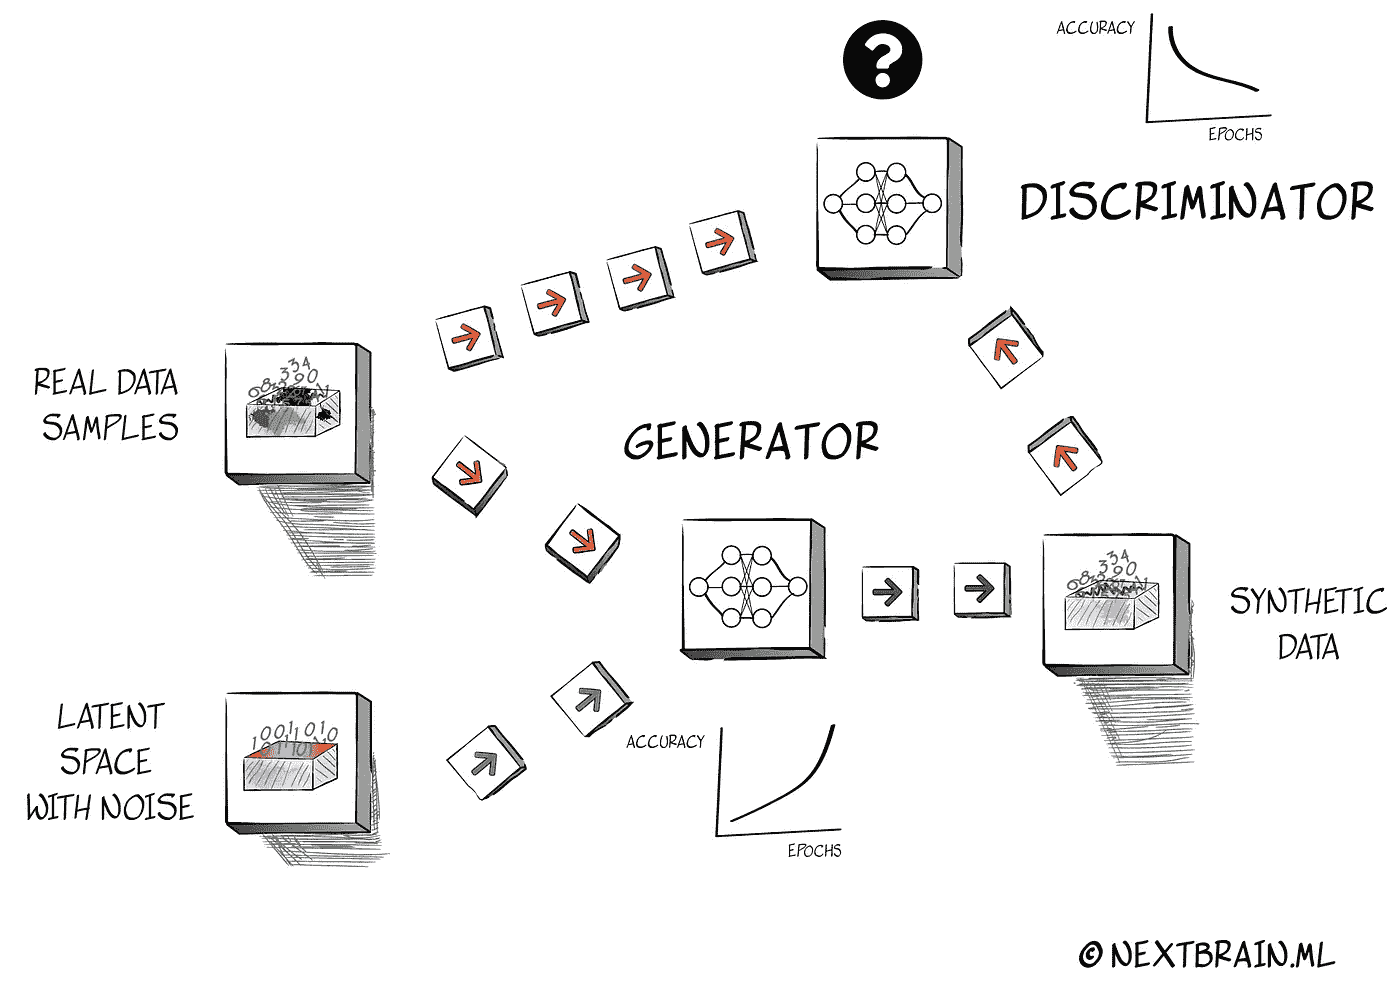 ?
ACCURACY
EPOCHS
DISCRIMINATOR
REAL DATA
SAMPLES
GENERATOR
SYNTHETIC
DATA
LATENT
SPACE
WITH NOISE
ACCURACY
EPOCHS
© NEXTBRAIN.ML